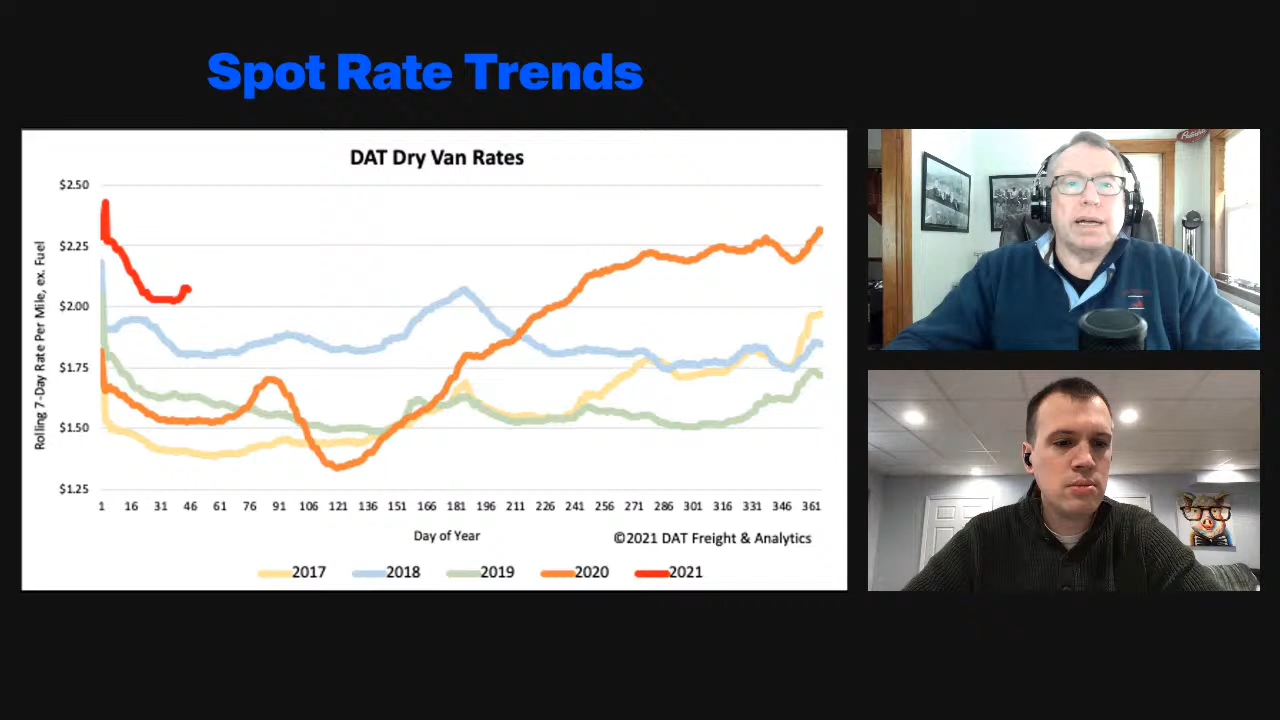 Spot Rate Trends
DAT Dry Van Rates
Rolling 7-Day Rate Per Mile, ex. Fuel
$2.50
$2.25
$2.00
$1.75
$1.50
$1.25
1 16 31 46 61 76 91 106 121 136 151 166 181 196 211 226 241 256 271 286 301 316 331 346 361
Day of Year
©2021 DAT Freight & Analytics
2017 2018 2019 2020 2021